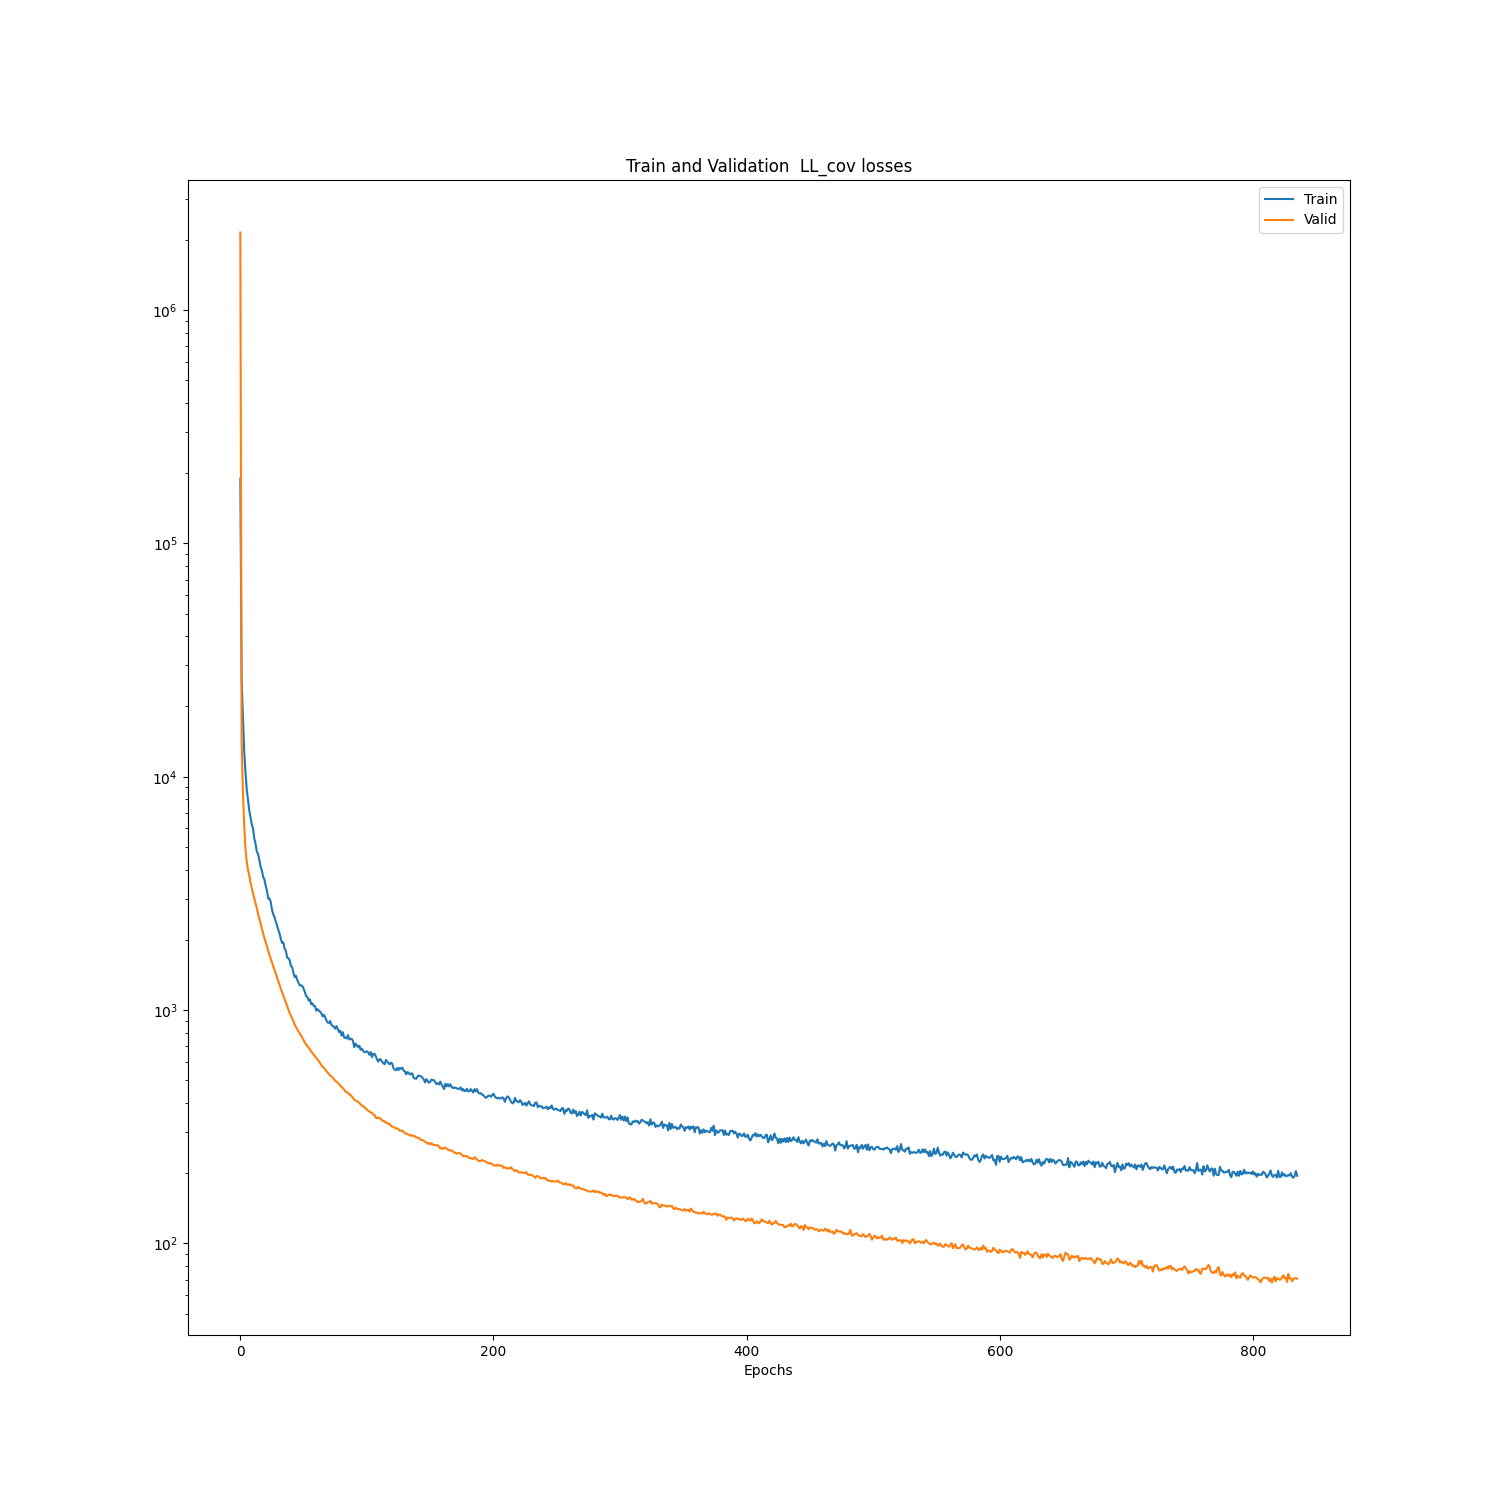 Train and Validation  LL_cov losses
Train
Valid
10⁶
10⁵
10⁴
10³
10²
0 200 400 600 800
Epochs